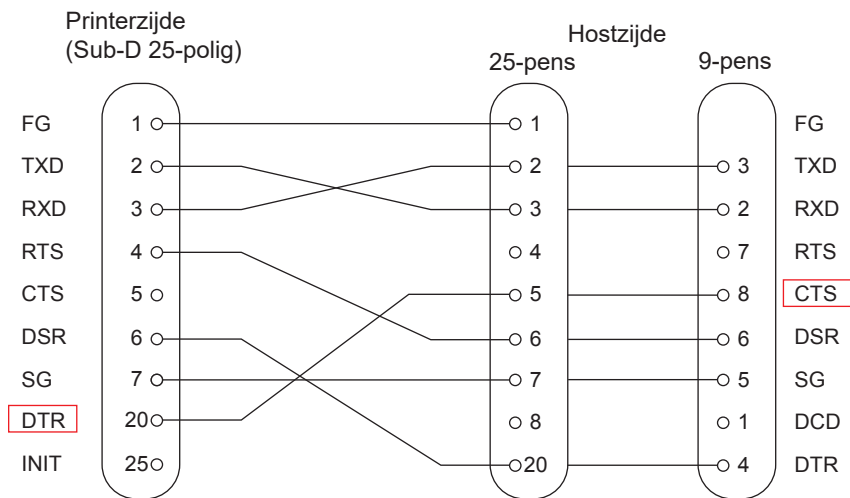 Printerzijde
(Sub-D 25-polig)
Hostzijde
25-pens 9-pens
FG 1 1 FG
TXD 2 2 3 TXD
RXD 3 3 2 RXD
RTS 4 4 7 RTS
CTS 5 5 8 CTS
DSR 6 6 6 DSR
SG 7 7 5 SG
DTR 20 8 1 DCD
INIT 25 20 4 DTR